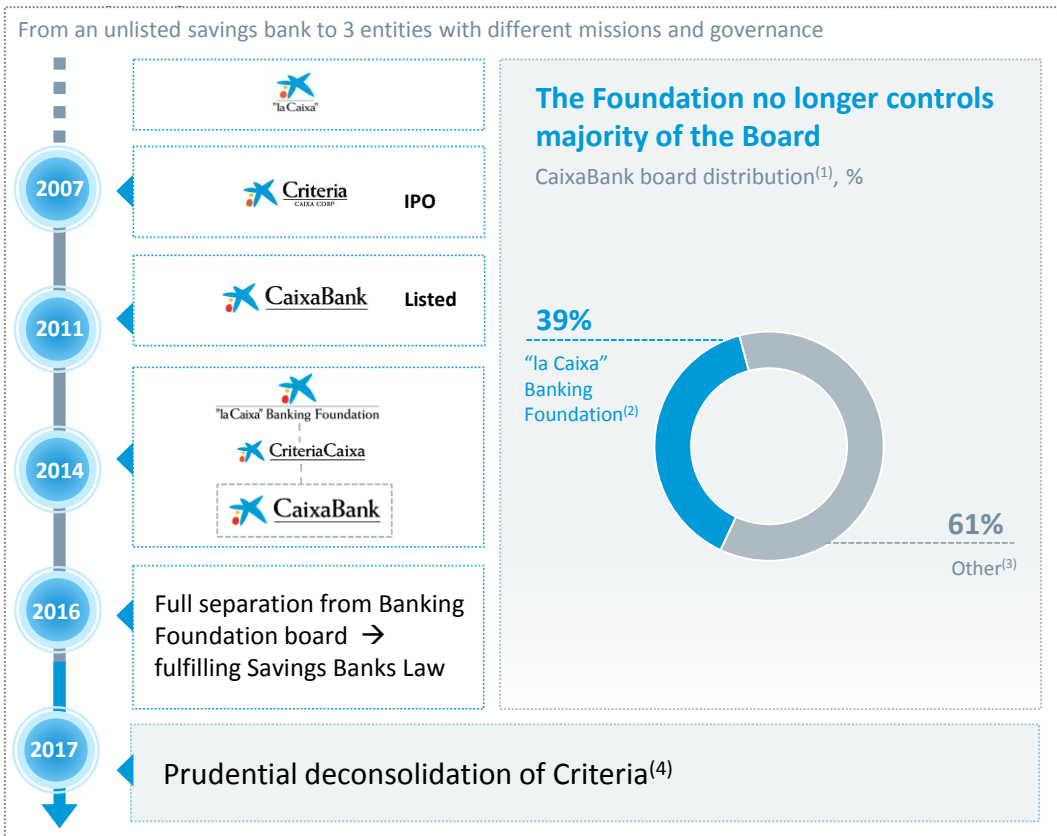 From an unlisted savings bank to 3 entities with different missions and governance
"la Caixa"
2007
Criteria
CAIXA CORP
IPO
2011
CaixaBank
Listed
2014
"la Caixa" Banking Foundation
CriteriaCaixa
CaixaBank
2016
Full separation from Banking
Foundation board →
fulfilling Savings Banks Law
2017
Prudential deconsolidation of Criteria(4)
The Foundation no longer controls
majority of the Board
CaixaBank board distribution(1), %
39%
“la Caixa”
Banking
Foundation(2)
61%
Other(3)